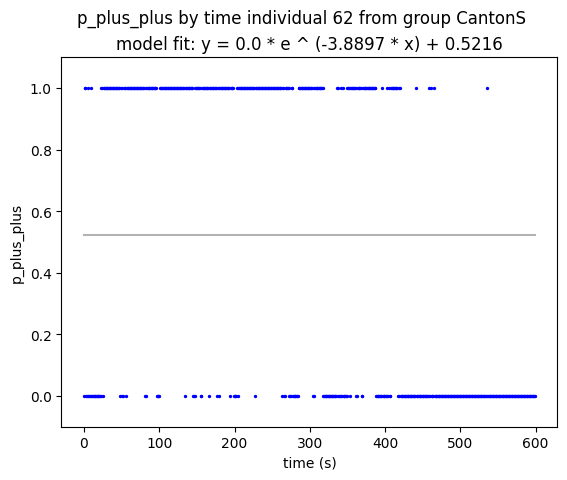 p_plus_plus by time individual 62 from group CantonS
model fit: y = 0.0 * e ^ (-3.8897 * x) + 0.5216
1.0
0.8
0.6
0.4
0.2
0.0
p_plus_plus
0 100 200 300 400 500 600
time (s)